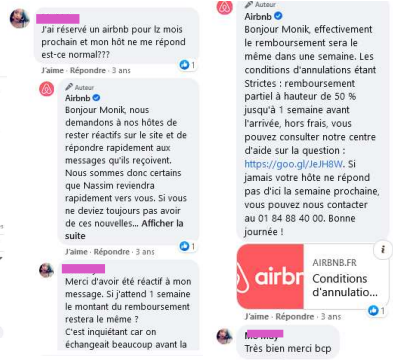 J'ai réservé un airbnb pour lz mois
prochain et mon hôt ne me répond
est-ce normal???
J'aime · Répondre · 3 ans
1
Auteur
Airbnb
Bonjour Monik, nous
demandons à nos hôtes de
rester réactifs sur le site et de
répondre rapidement aux
messages qu'ils reçoivent.
Nous sommes donc certains
que Nassim reviendra
rapidement vers vous. Si vous
ne deviez toujours pas avoir
de ces nouvelles... Afficher la
suite
J'aime · Répondre · 3 ans
1
Merci d'avoir été réactif à mon
message. Si j'attend 1 semaine
le montant du remboursement
restera le même ?
C'est inquiétant car on
échangeait beaucoup avant la
Auteur
Airbnb
Bonjour Monik, effectivement
le remboursement sera le
même dans une semaine. Les
conditions d'annulations étant
Strictes : remboursement
partiel à hauteur de 50 %
jusqu'à 1 semaine avant
l'arrivée, hors frais, vous
pouvez consulter notre centre
d'aide sur la question :
https://goo.gl/JeJH8W. Si
jamais votre hôte ne répond
pas d'ici la semaine prochaine,
vous pouvez nous contacter
au 01 84 88 40 00. Bonne
journée !
airbr
AIRBNB.FR
Conditions
d'annulatio...
i
J'aime · Répondre · 3 ans
1
Très bien merci bcp